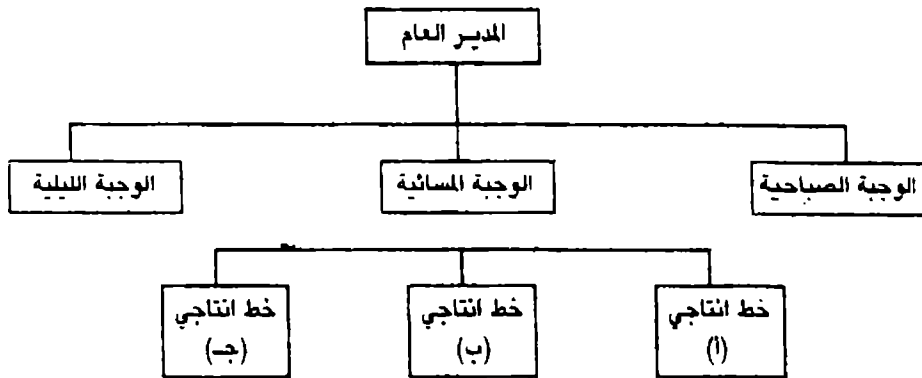 المدير العام
الوجبة الصباحية
الوجبة المسائية
الوجبة الليلية
خط انتاجي
(أ)
خط انتاجي
(ب)
خط انتاجي
(جـ)